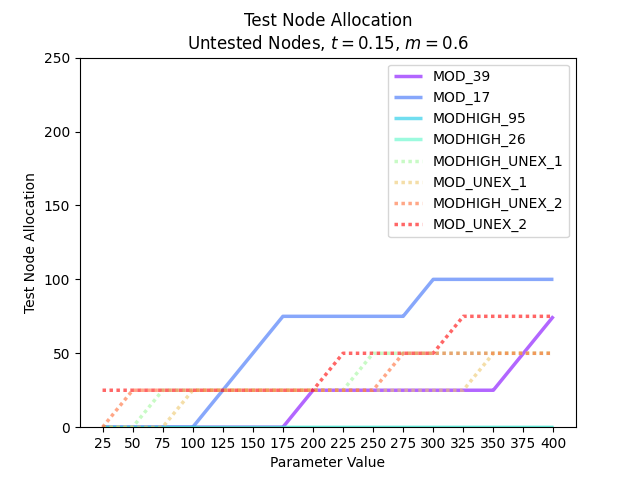 Test Node Allocation
Untested Nodes, t = 0.15, m = 0.6
250
200
150
100
50
0
Test Node Allocation
MOD_39
MOD_17
MODHIGH_95
MODHIGH_26
MODHIGH_UNEX_1
MOD_UNEX_1
MODHIGH_UNEX_2
MOD_UNEX_2
25 50 75 100 125 150 175 200 225 250 275 300 325 350 375 400
Parameter Value